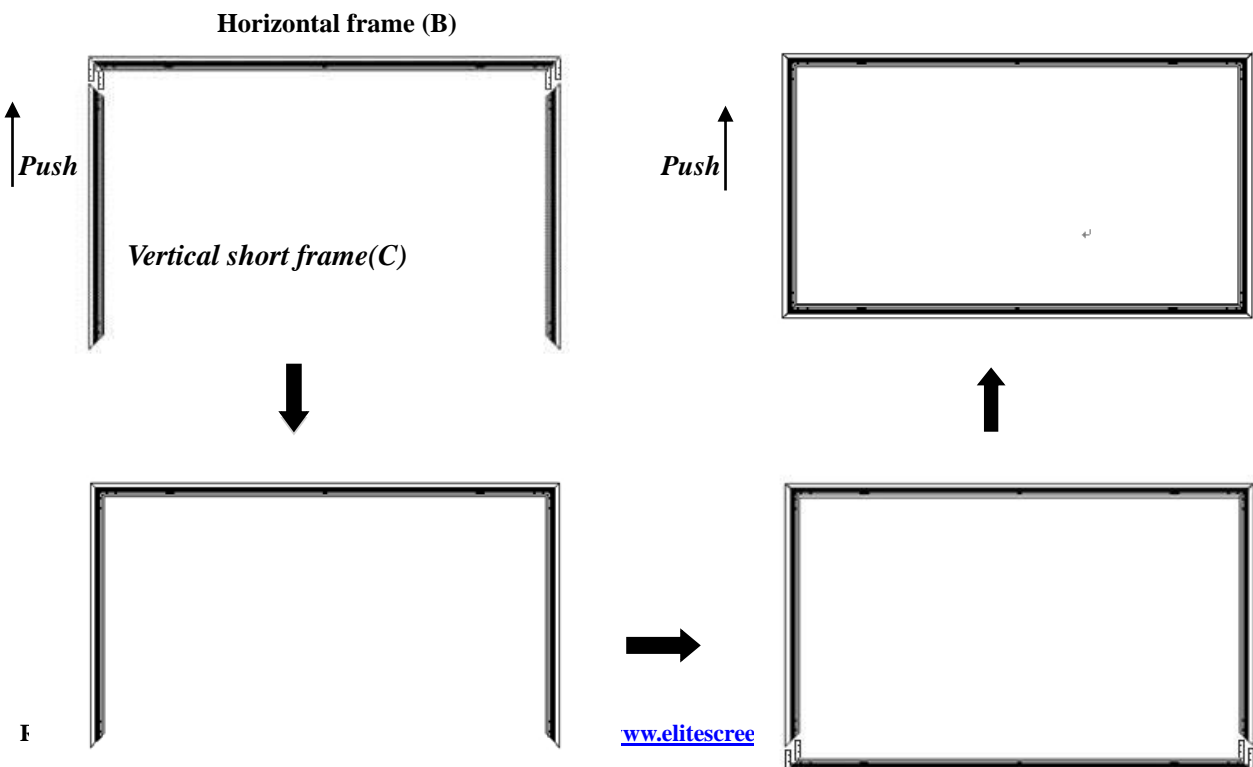 Horizontal frame (B)
Push
Push
Vertical short frame(C)
ww.elitescree